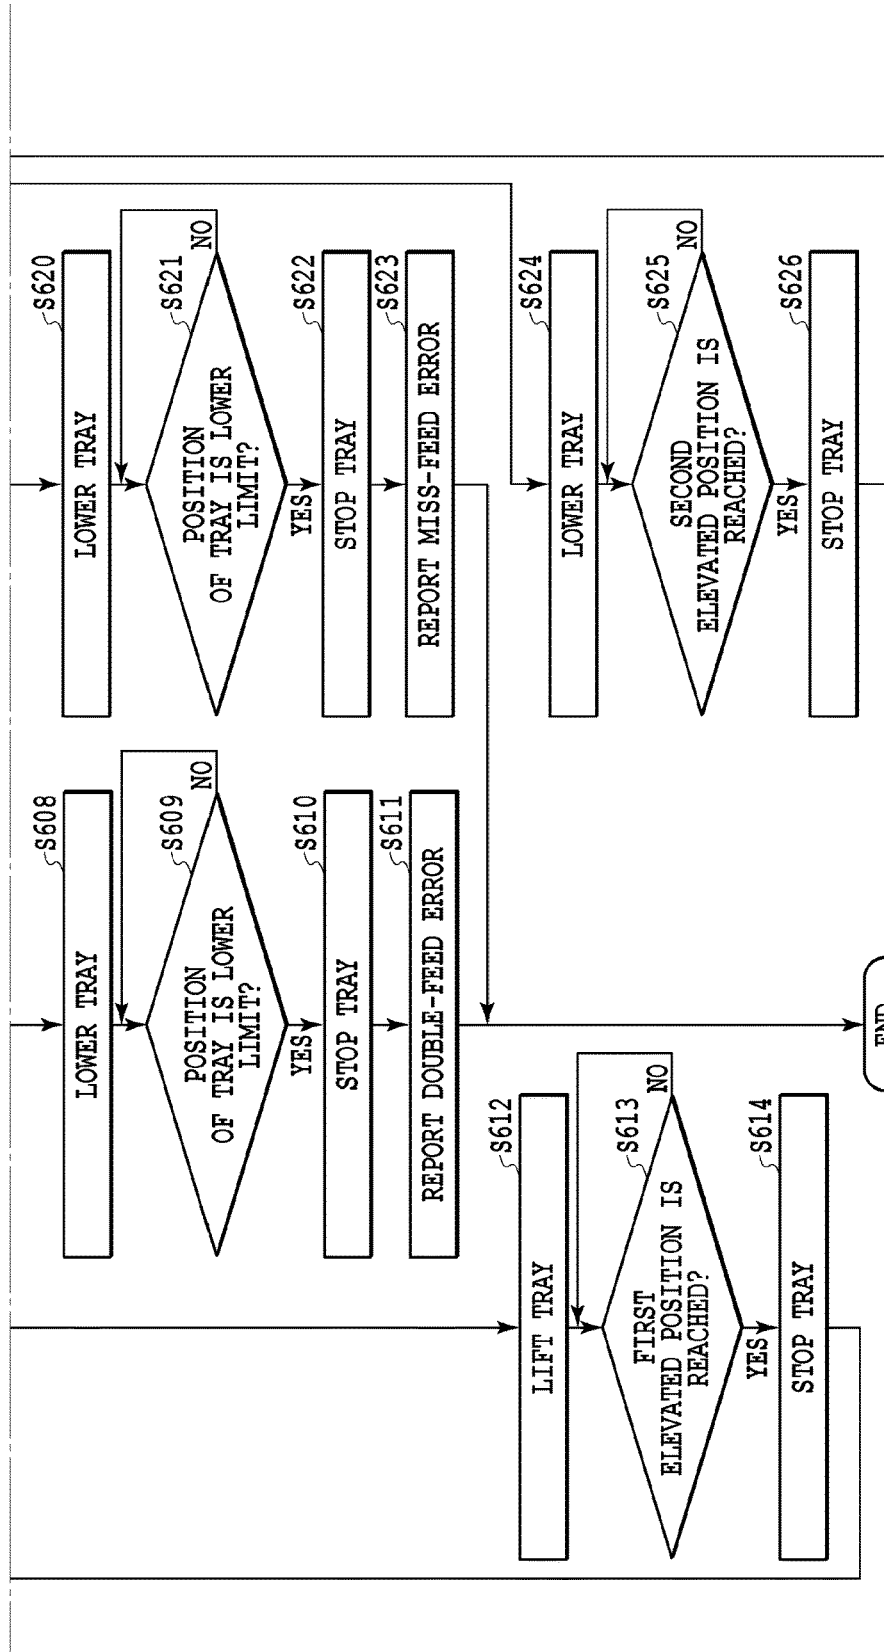 S608
LOWER TRAY
S609
POSITION
OF TRAY IS LOWER
LIMIT?
NO
YES
S610
STOP TRAY
S611
REPORT DOUBLE-FEED ERROR
S620
LOWER TRAY
S621
POSITION
OF TRAY IS LOWER
LIMIT?
NO
YES
S622
STOP TRAY
S623
REPORT MISS-FEED ERROR
S612
LIFT TRAY
S613
FIRST
ELEVATED POSITION IS
REACHED?
NO
YES
S614
STOP TRAY
S624
LOWER TRAY
S625
SECOND
ELEVATED POSITION IS
REACHED?
NO
YES
S626
STOP TRAY
END